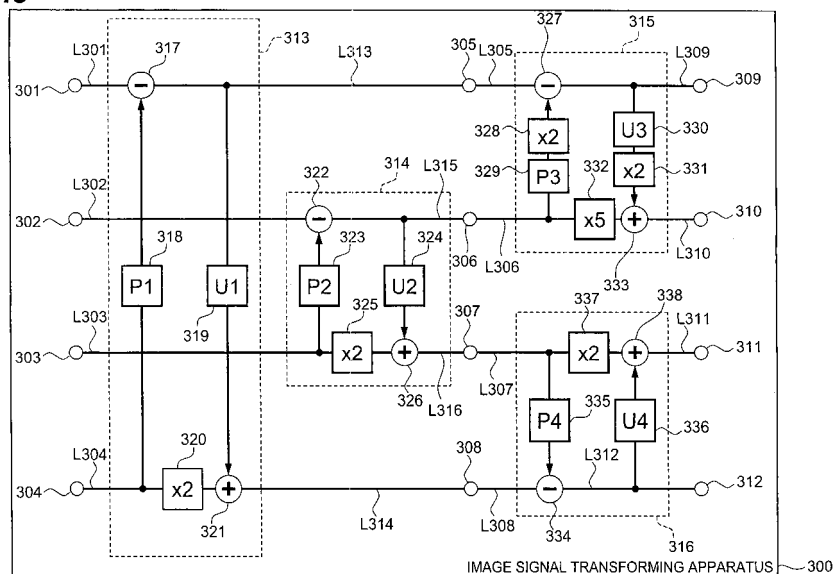 313
327
315
L301
317
L313
305
L305
L309
301
−
−
309
x2
U3
328
330
314
P3
x2
329
332
331
L302
322
L315
302
−
x5
+
310
306
L310
318
323
324
L306
333
P1
U1
P2
U2
337
338
L303
319
325
307
L311
303
x2
+
x2
+
311
326
L316
L307
P4
335
U4
336
L304
320
308
L312
304
x2
+
−
312
321
L314
L308
334
316
IMAGE SIGNAL TRANSFORMING APPARATUS
300